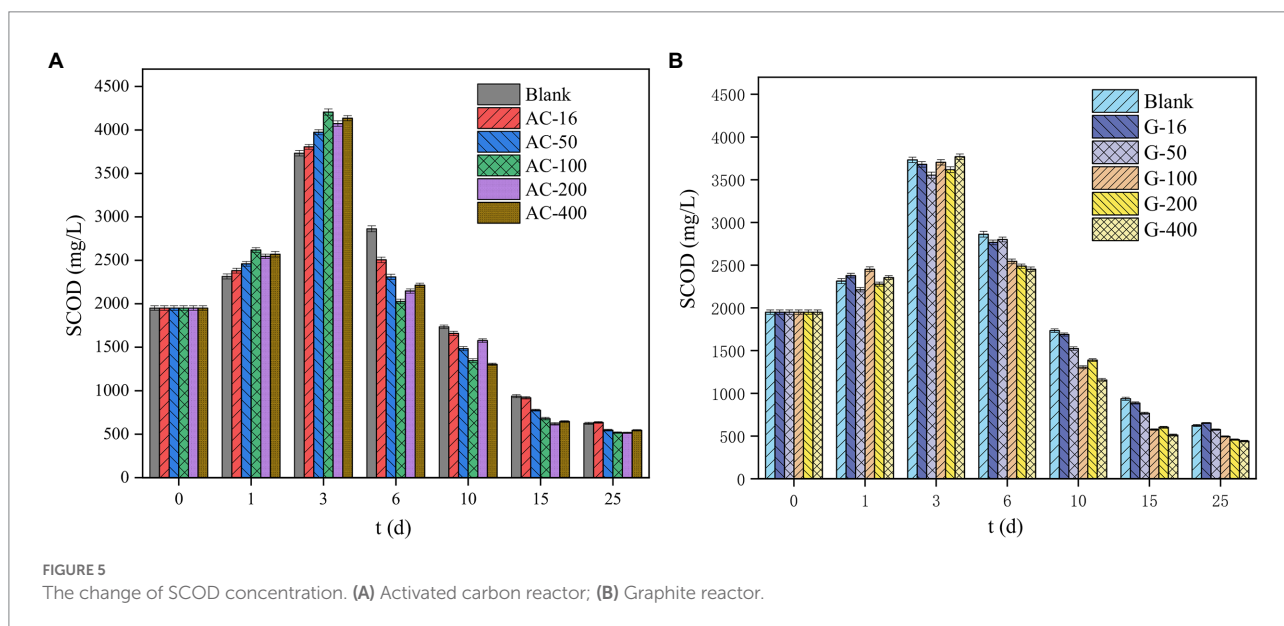 A
SCOD (mg/L)
4500
4000
3500
3000
2500
2000
1500
1000
500
0
0 1 3 6 10 15 25
t (d)
Blank
AC-16
AC-50
AC-100
AC-200
AC-400
B
SCOD (mg/L)
4500
4000
3500
3000
2500
2000
1500
1000
500
0
0 1 3 6 10 15 25
t (d)
Blank
G-16
G-50
G-100
G-200
G-400
FIGURE 5
The change of SCOD concentration. (A) Activated carbon reactor; (B) Graphite reactor.